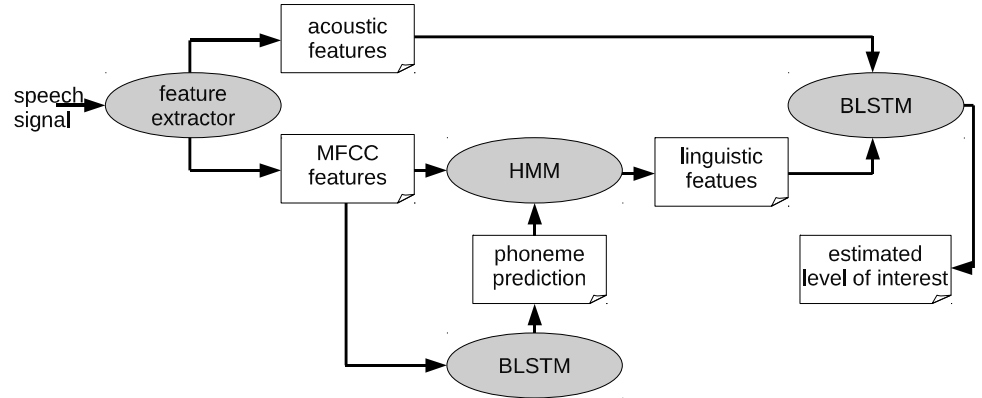 acoustic
features
speech
signal
feature
extractor
BLSTM
MFCC
features
HMM
linguistic
featues
phoneme
prediction
estimated
level of interest
BLSTM